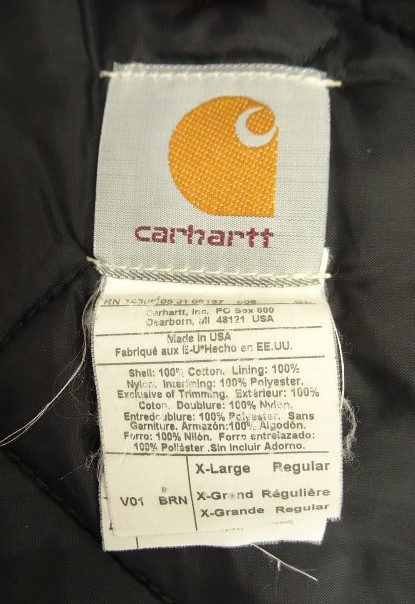 carhartt
Carhartt, Inc. PO Box 600
Dearborn, MI 48121 USA
Made in USA
Fabriqué aux É-U*Hecho en EE.UU.
Shell: 100% Cotton. Lining: 100%
Nylon. Interlining: 100% Polyester.
Exclusive of Trimming. Extérieur: 100%
Coton. Doublure: 100% Nylon.
100% Polyester. Sans
Garniture. Armazón: 100% Algodón.
Forro: 100% Nilón. Forro entrelazado:
100% Poliéster .Sin Incluir Adorno.
X-Large Regular
V01 BRN X-Grand Régulière
X-Grande Regular